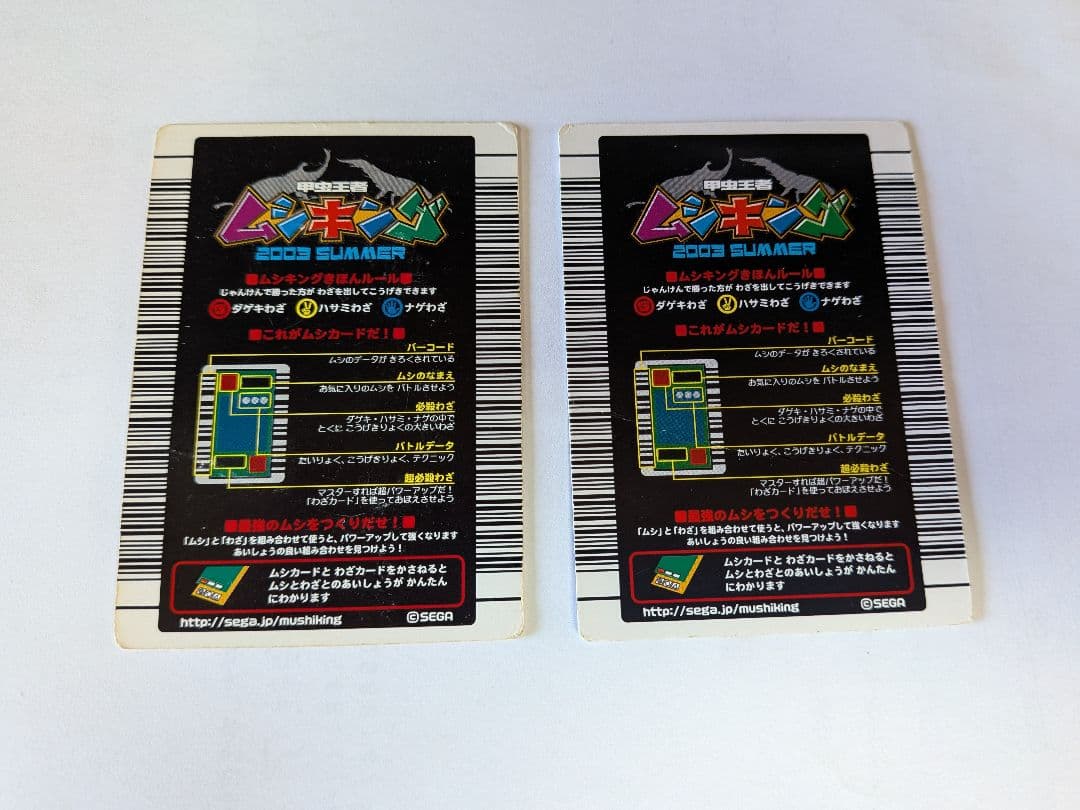 甲虫王者
ムシキング
2003 SUMMER
■ムシキングきほんルール■
じゃんけんで勝った方が わざを出してこうげきできます
ダゲキわざ ハサミわざ ナゲわざ
■これがムシカードだ！■
バーコード
ムシのデータが きろくされている
ムシのなまえ
お気に入りのムシを バトルさせよう
必殺わざ
ダゲキ・ハサミ・ナゲの中で
とくに こうげきりょくの大きいわざ
バトルデータ
たいりょく、こうげきりょく、テクニック
超必殺わざ
マスターすれば超パワーアップだ！
「わざカード」を使っておぼえさせよう
■最強のムシをつくりだせ！■
「ムシ」と「わざ」を組み合わせて使うと、パワーアップして強くなります
あいしょうの良い組み合わせを見つけよう！
ムシカードと わざカードをかさねると
ムシとわざとのあいしょうが かんたん
にわかります
http://sega.jp/mushiking ©SEGA
甲虫王者
ムシキング
2003 SUMMER
■ムシキングきほんルール■
じゃんけんで勝った方が わざを出してこうげきできます
ダゲキわざ ハサミわざ ナゲわざ
■これがムシカードだ！■
バーコード
ムシのデータが きろくされている
ムシのなまえ
お気に入りのムシを バトルさせよう
必殺わざ
ダゲキ・ハサミ・ナゲの中で
とくに こうげきりょくの大きいわざ
バトルデータ
たいりょく、こうげきりょく、テクニック
超必殺わざ
マスターすれば超パワーアップだ！
「わざカード」を使っておぼえさせよう
■最強のムシをつくりだせ！■
「ムシ」と「わざ」を組み合わせて使うと、パワーアップして強くなります
あいしょうの良い組み合わせを見つけよう！
ムシカードと わざカードをかさねると
ムシとわざとのあいしょうが かんたん
にわかります
http://sega.jp/mushiking ©SEGA